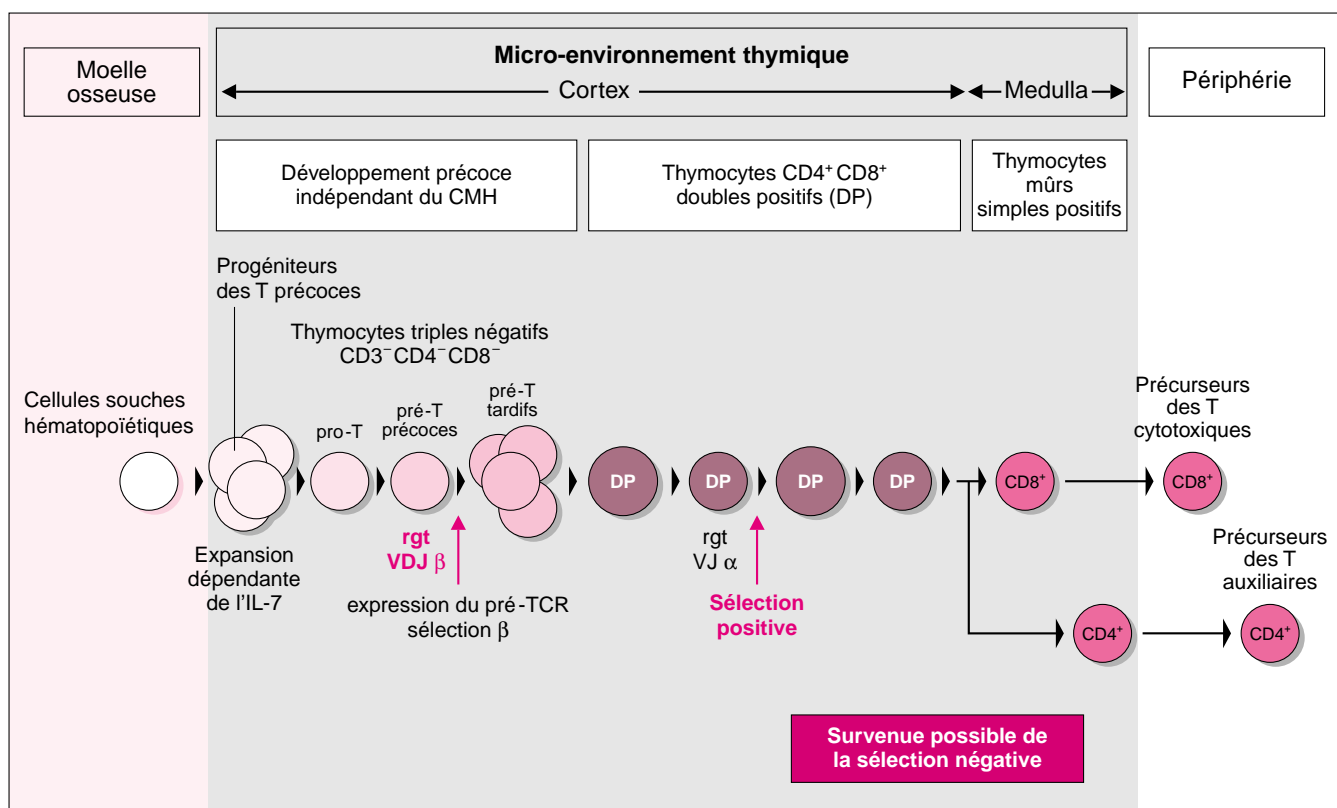 Moelle
osseuse
Micro-environnement thymique
Cortex
Medulla
Périphérie
Développement précoce
indépendant du CMH
Thymocytes CD4⁺ CD8⁺
doubles positifs (DP)
Thymocytes
mûrs
simples positifs
Progéniteurs
des T précoces
Thymocytes triples négatifs
CD3⁻CD4⁻CD8⁻
Cellules souches
hématopoïétiques
pro-T
pré-T
précoces
pré-T
tardifs
DP
DP
DP
DP
CD8⁺
Précurseurs
des T
cytotoxiques
CD8⁺
Expansion
dépendante
de l'IL-7
rgt
VDJ β
expression du pré-TCR
sélection β
rgt
VJ α
Sélection
positive
CD4⁺
Précurseurs
des T
auxiliaires
CD4⁺
Survenue possible de
la sélection négative